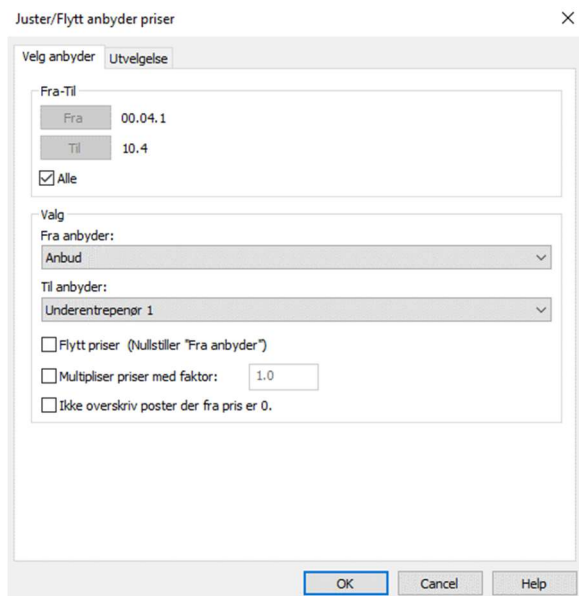 Juster/Flytt anbyder priser
Velg anbyder Utvelgelse
Fra-Til
Fra 00.04.1
Til 10.4
Alle
Valg
Fra anbyder:
Anbud
Til anbyder:
Underentrepenør 1
Flytt priser (Nullstiller "Fra anbyder")
Multipliser priser med faktor: 1.0
Ikke overskriv poster der fra pris er 0.
OK Cancel Help